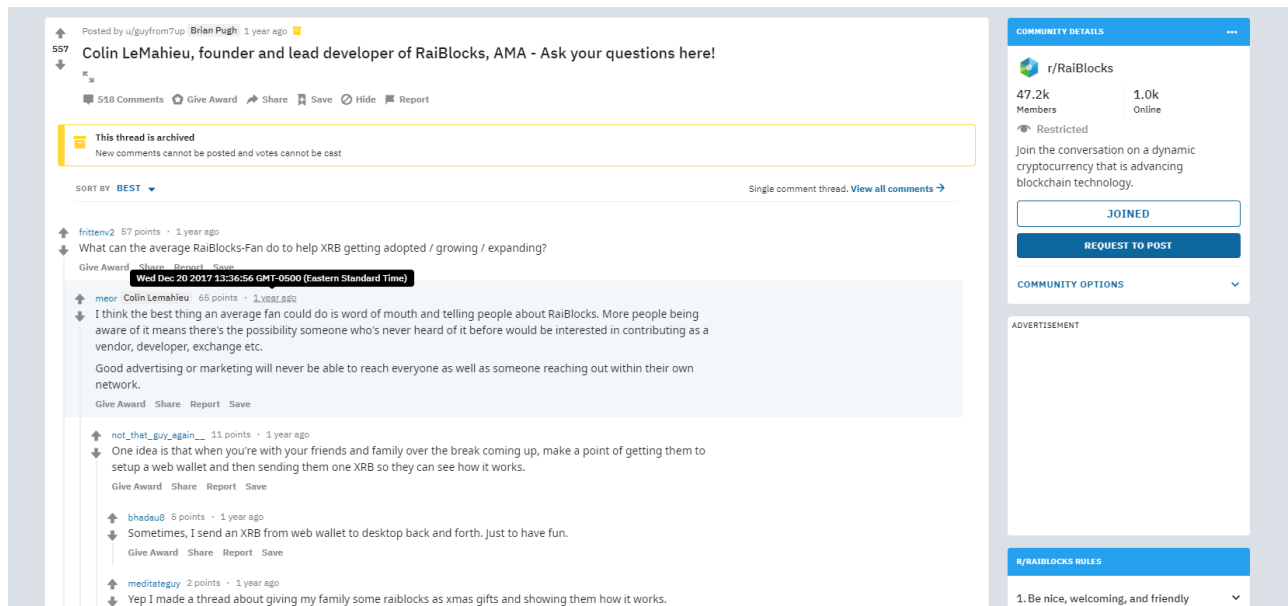 Posted by u/guyfrom7up Brian Pugh 1 year ago
557
Colin LeMahieu, founder and lead developer of RaiBlocks, AMA - Ask your questions here!
518 Comments Give Award Share Save Hide Report
This thread is archived
New comments cannot be posted and votes cannot be cast
SORT BY BEST
Single comment thread. View all comments →
frittenv2 57 points · 1 year ago
What can the average RaiBlocks-Fan do to help XRB getting adopted / growing / expanding?
Give Award Share Report Save
Wed Dec 20 2017 13:36:56 GMT-0500 (Eastern Standard Time)
meor Colin Lemahieu 65 points · 1 year ago
I think the best thing an average fan could do is word of mouth and telling people about RaiBlocks. More people being
aware of it means there's the possibility someone who's never heard of it before would be interested in contributing as a
vendor, developer, exchange etc.
Good advertising or marketing will never be able to reach everyone as well as someone reaching out within their own
network.
Give Award Share Report Save
not_that_guy_again__ 11 points · 1 year ago
One idea is that when you're with your friends and family over the break coming up, make a point of getting them to
setup a web wallet and then sending them one XRB so they can see how it works.
Give Award Share Report Save
bhadau8 5 points · 1 year ago
Sometimes, I send an XRB from web wallet to desktop back and forth. Just to have fun.
Give Award Share Report Save
meditateguy 2 points · 1 year ago
Yep I made a thread about giving my family some raiblocks as xmas gifts and showing them how it works.
COMMUNITY DETAILS
r/RaiBlocks
47.2k 1.0k
Members Online
Restricted
Join the conversation on a dynamic
cryptocurrency that is advancing
blockchain technology.
JOINED
REQUEST TO POST
COMMUNITY OPTIONS
ADVERTISEMENT
R/RAIBLOCKS RULES
1. Be nice, welcoming, and friendly